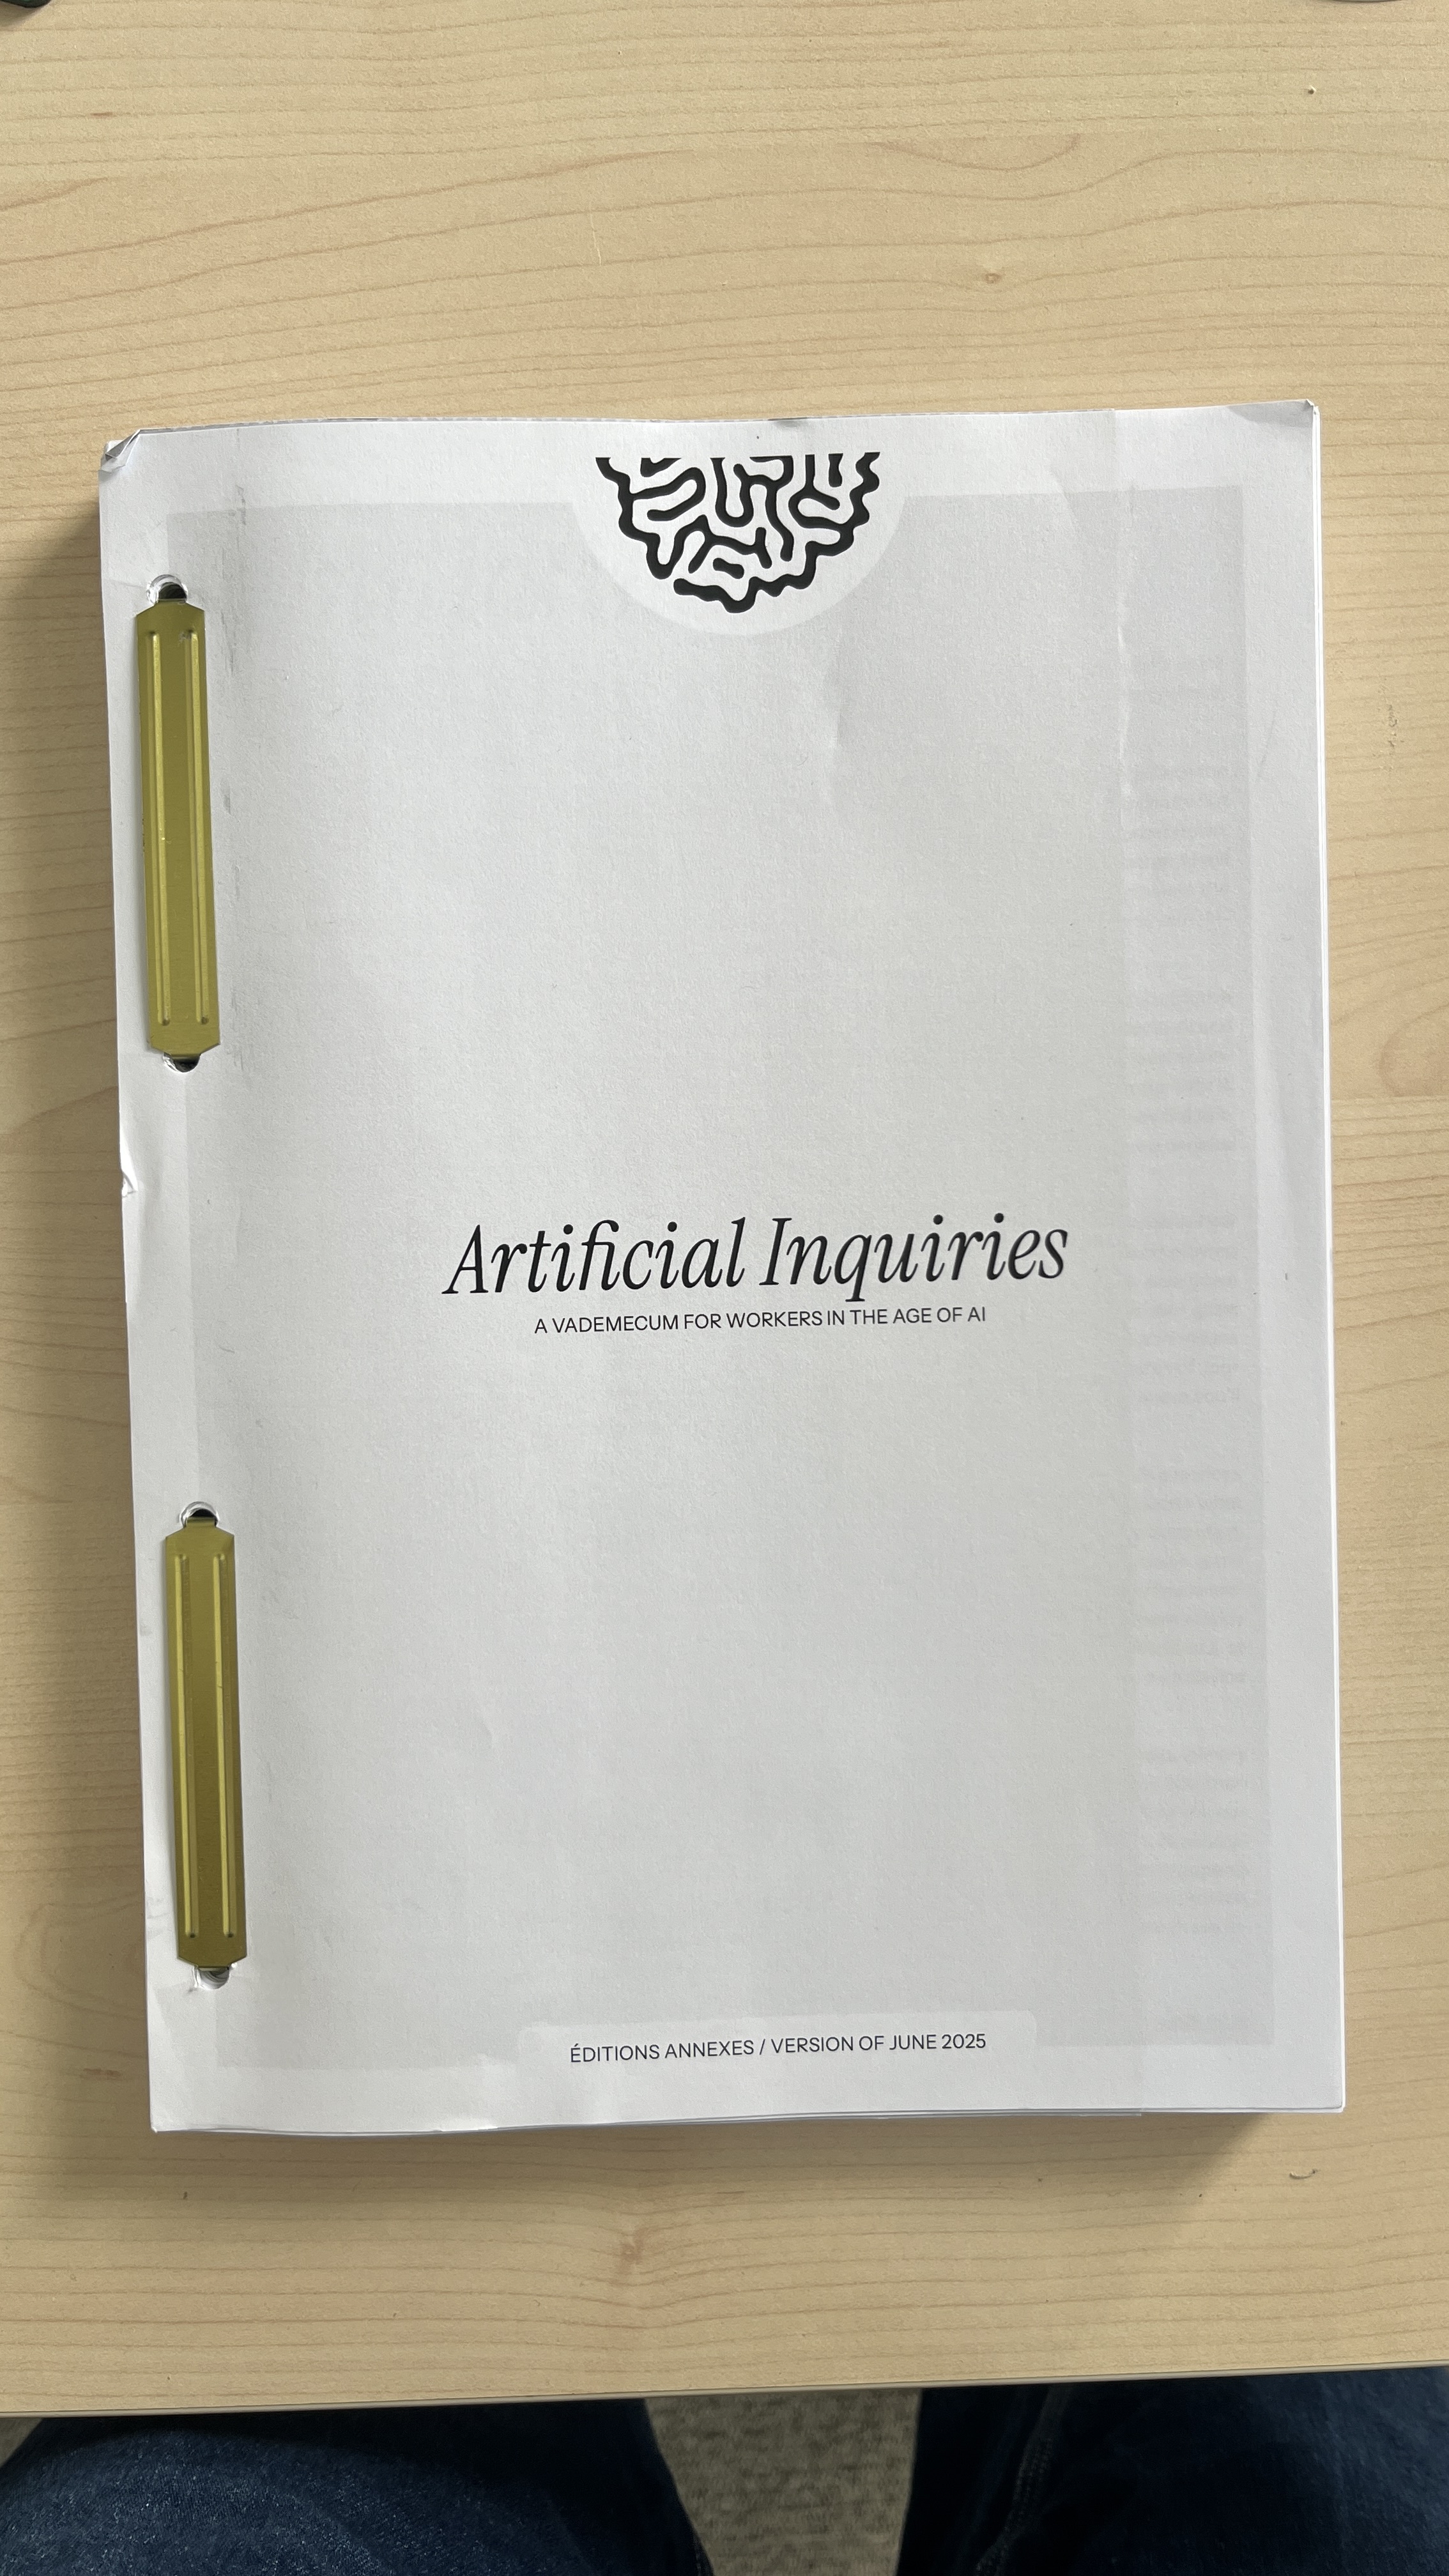 Artificial Inquiries
A VADEMECUM FOR WORKERS IN THE AGE OF AI
ÉDITIONS ANNEXES / VERSION OF JUNE 2025